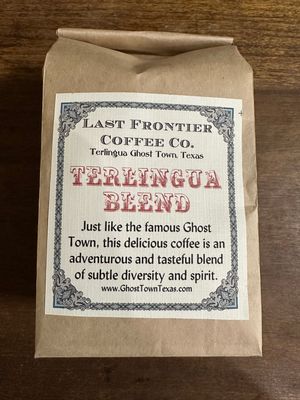 Last Frontier
Coffee Co.
Terlingua Ghost Town, Texas
TERLINGUA
BLEND
Just like the famous Ghost
Town, this delicious coffee is an
adventurous and tasteful blend
of subtle diversity and spirit.
www.GhostTownTexas.com